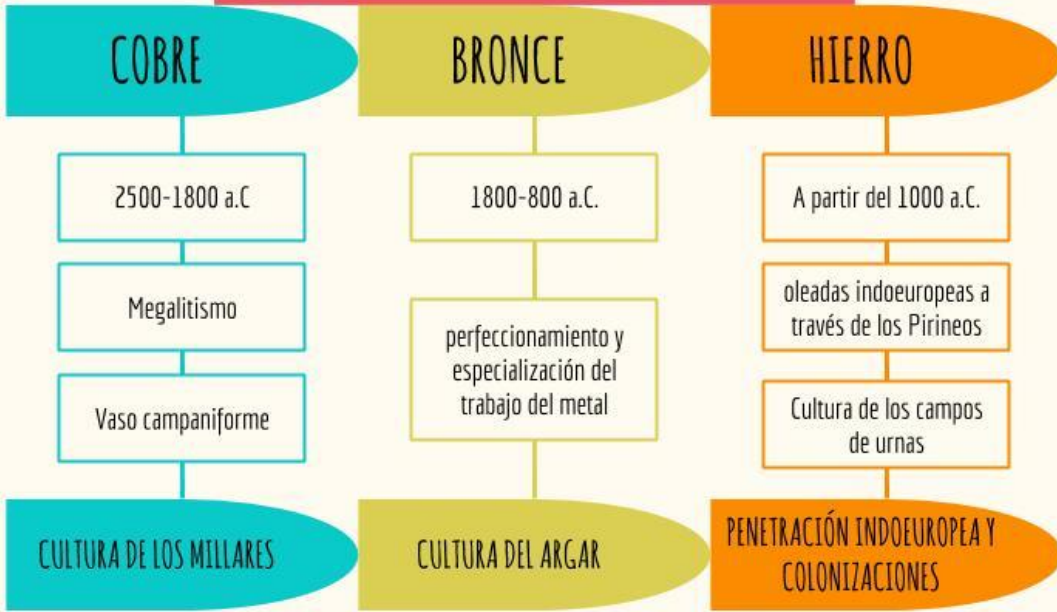 COBRE
2500-1800 a.C
Megalitismo
Vaso campaniforme
CULTURA DE LOS MILLARES
BRONCE
1800-800 a.C.
perfeccionamiento y
especialización del
trabajo del metal
CULTURA DEL ARGAR
HIERRO
A partir del 1000 a.C.
oleadas indoeuropeas a
través de los Pirineos
Cultura de los campos
de urnas
PENETRACIÓN INDOEUROPEA Y
COLONIZACIONES